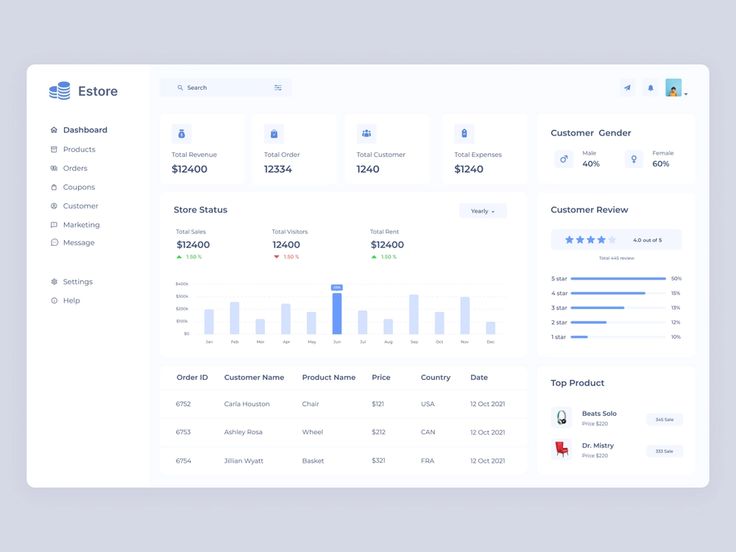 Estore
Search
Dashboard
Products
Orders
Coupons
Customer
Marketing
Message
Settings
Help
Total Revenue
$12400
Total Order
12334
Total Customer
1240
Total Expenses
$1240
Customer Gender
Male
40%
Female
60%
Store Status
Yearly
Total Sales
$12400
1.50 %
Total Visitors
12400
1.50 %
Total Rent
$12400
1.50 %
$400k
$300k
$200k
$100k
$0
Jan Feb Mar Apr May Jun Jul Aug Sep Oct Nov Dec
Customer Review
4.0 out of 5
Total 445 review
5 star 50%
4 star 15%
3 star 13%
2 star 12%
1 star 10%
Order ID Customer Name Product Name Price Country Date
6752 Carla Houston Chair $121 USA 12 Oct 2021
6753 Ashley Rosa Wheel $212 CAN 12 Oct 2021
6754 Jillian Wyatt Basket $321 FRA 12 Oct 2021
Top Product
Beats Solo
Price $220
345 Sale
Dr. Mistry
Price $220
333 Sale